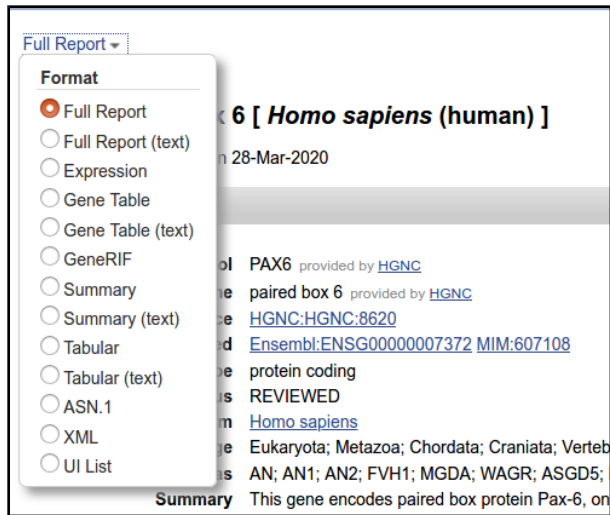 Full Report
Format
Full Report
Full Report (text)
Expression
Gene Table
Gene Table (text)
GeneRIF
Summary
Summary (text)
Tabular
Tabular (text)
ASN.1
XML
UI List
6 [ Homo sapiens (human) ]
28-Mar-2020
PAX6 provided by HGNC
paired box 6 provided by HGNC
HGNC:HGNC:8620
Ensembl:ENSG00000007372 MIM:607108
protein coding
REVIEWED
Homo sapiens
Eukaryota; Metazoa; Chordata; Craniata;
AN; AN1; AN2; FVH1; MGDA; WAGR; ASGD5;
Summary This gene encodes paired box protein Pax-6,